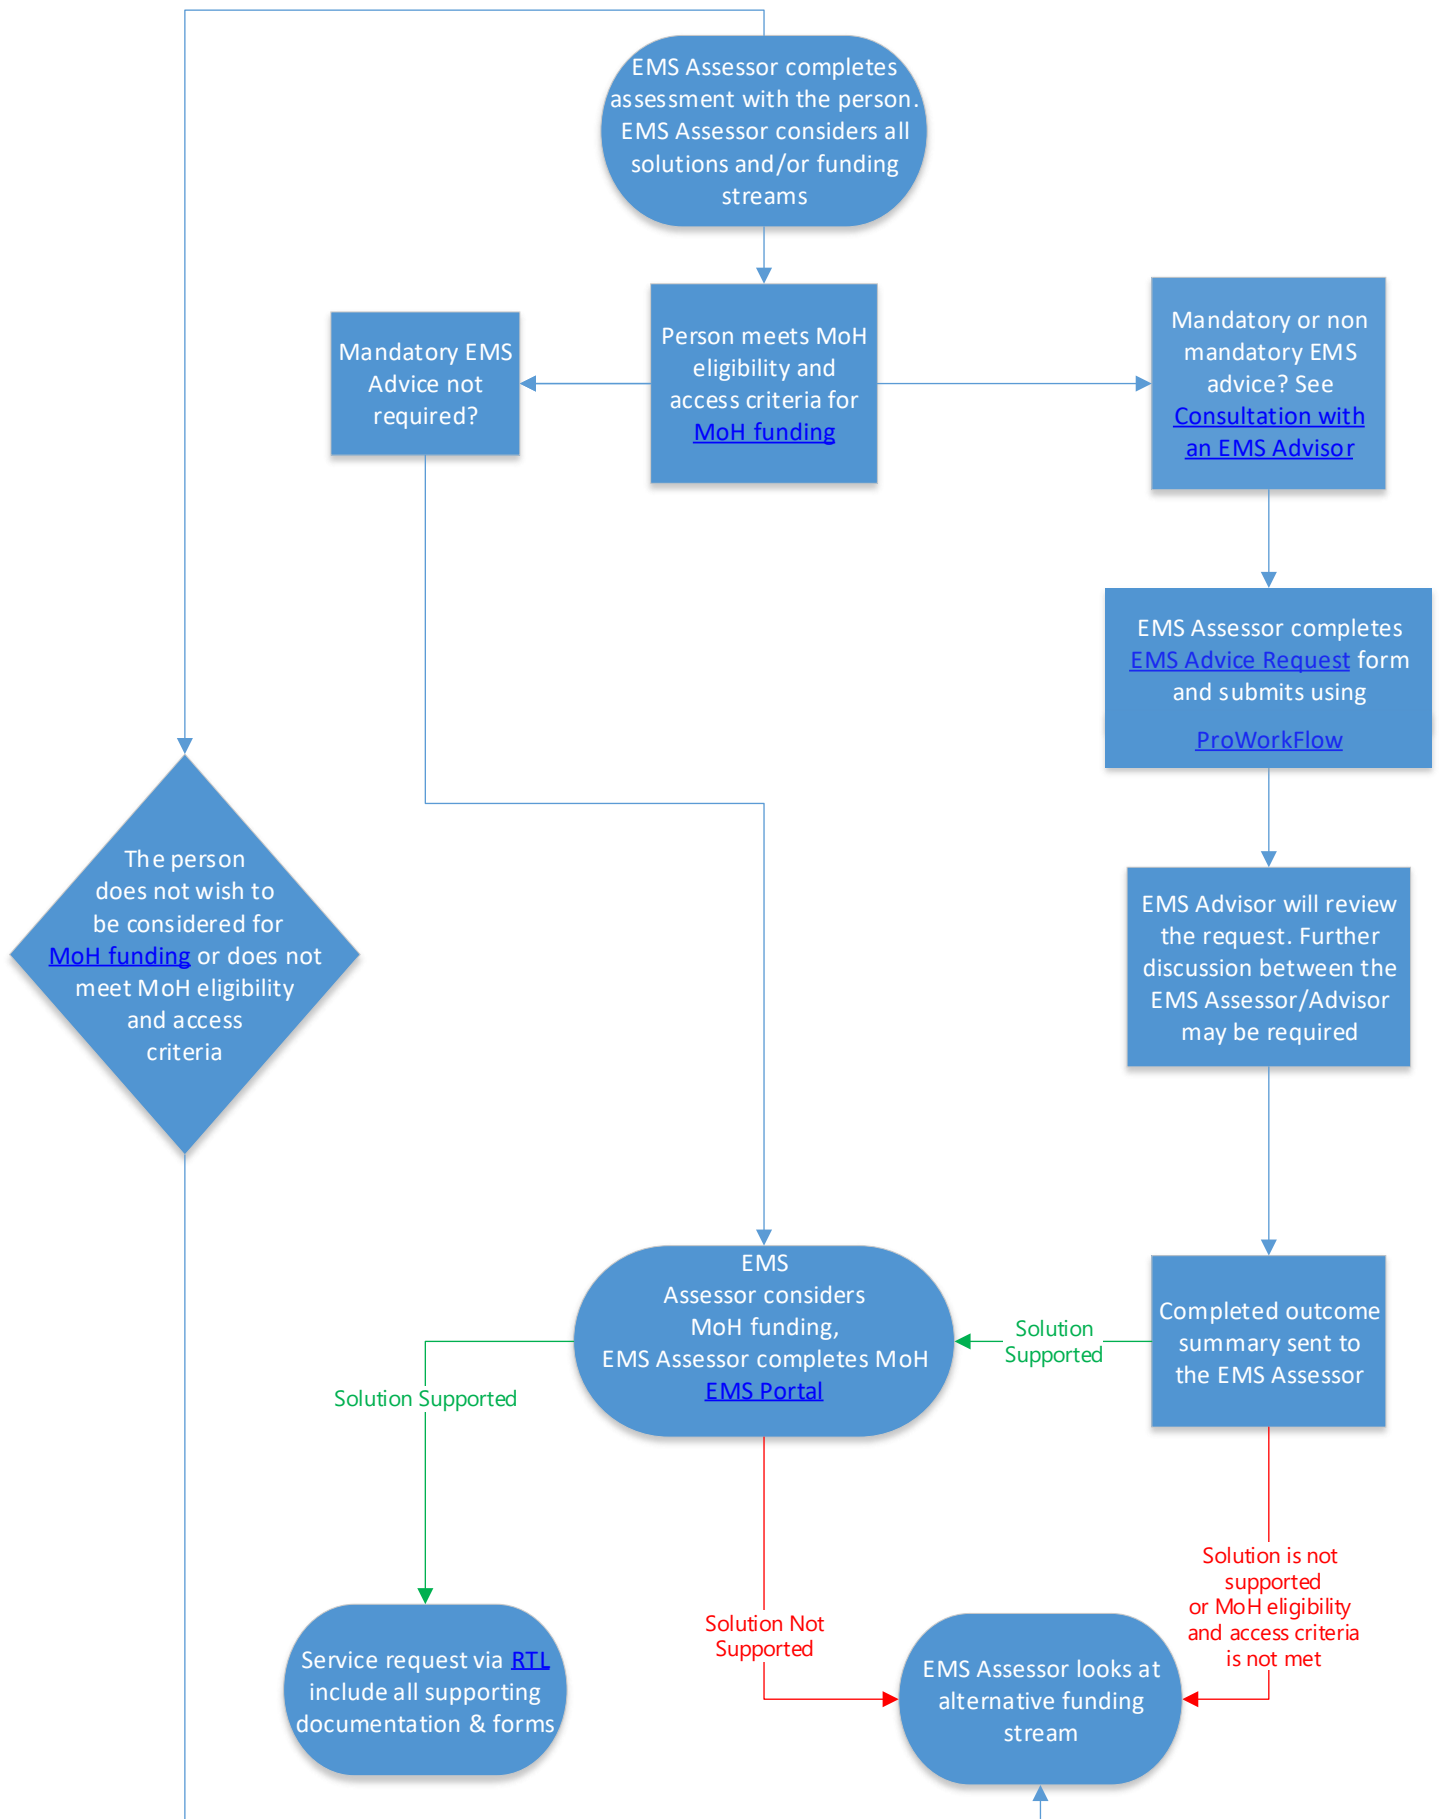 EMS Assessor completes
assessment with the person.
EMS Assessor considers all
solutions and/or funding
streams
Mandatory EMS
Advice not
required?
Person meets MoH
eligibility and
access criteria for
MoH funding
Mandatory or non
mandatory EMS
advice? See
Consultation with
an EMS Advisor
EMS Assessor completes
EMS Advice Request form
and submits using
ProWorkFlow
The person
does not wish to
be considered for
MoH funding or does not
meet MoH eligibility
and access
criteria
EMS Advisor will review
the request. Further
discussion between the
EMS Assessor/Advisor
may be required
EMS
Assessor considers
MoH funding,
EMS Assessor completes MoH
EMS Portal
Solution
Supported
Completed outcome
summary sent to
the EMS Assessor
Solution Supported
Solution Not
Supported
Solution is not
supported
or MoH eligibility
and access criteria
is not met
Service request via RTL
include all supporting
documentation & forms
EMS Assessor looks at
alternative funding
stream